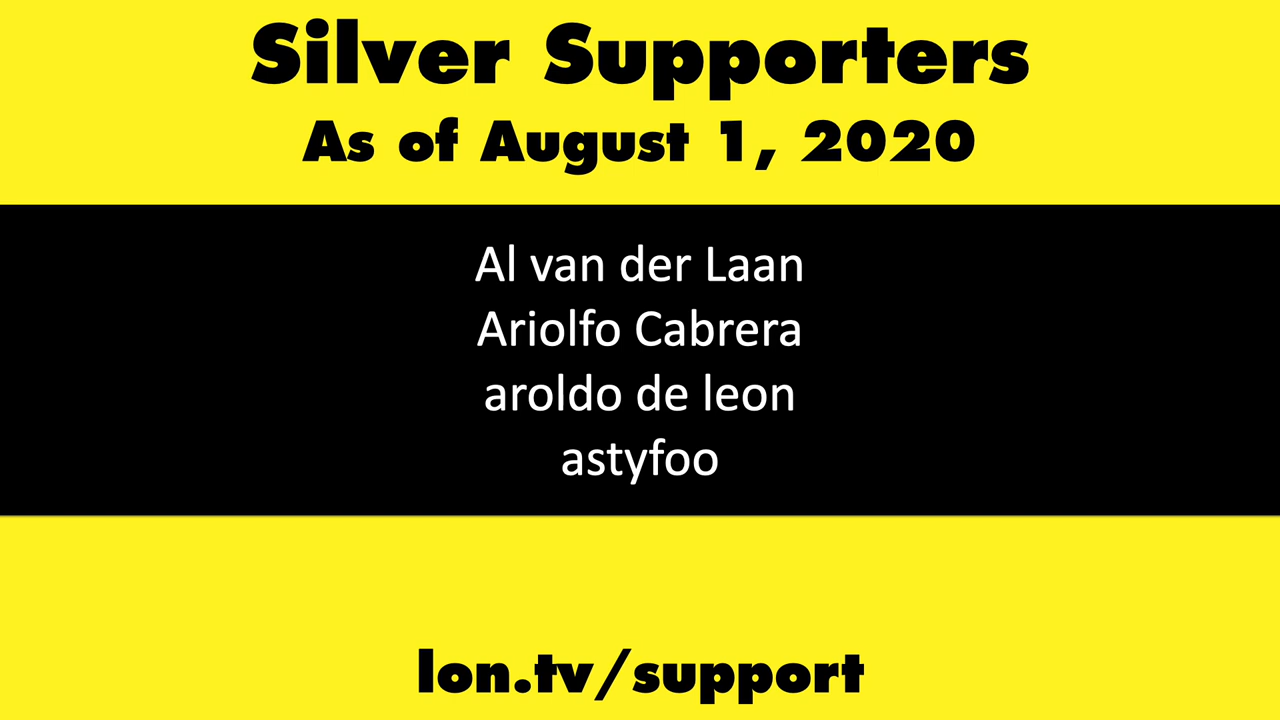 Silver Supporters
As of August 1, 2020
Al van der Laan
Ariolfo Cabrera
aroldo de leon
astyfoo
lon.tv/support